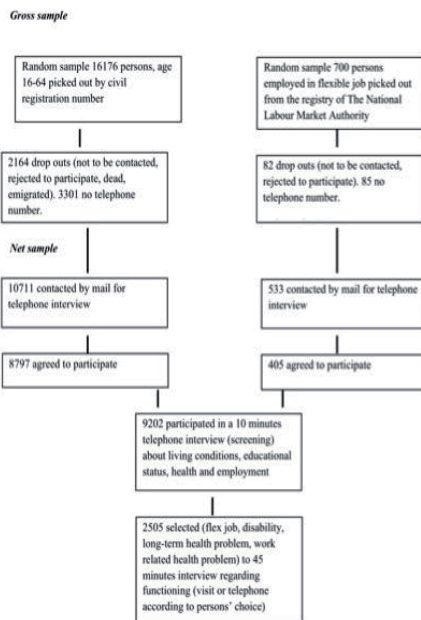 Gross sample
Random sample 16176 persons, age
16-64 picked out by civil
registration number
Random sample 700 persons
employed in flexible job picked out
from the registry of The National
Labour Market Authority
2164 drop outs (not to be contacted,
rejected to participate, dead,
emigrated). 3301 no telephone
number.
82 drop outs (not to be contacted,
rejected to participate). 85 no
telephone number.
Net sample
10711 contacted by mail for
telephone interview
533 contacted by mail for telephone
interview
8797 agreed to participate
405 agreed to participate
9202 participated in a 10 minutes
telephone interview (screening)
about living conditions, educational
status, health and employment
2505 selected (flex job, disability,
long-term health problem, work
related health problem) to 45
minutes interview regarding
functioning (visit or telephone
according to persons' choice)